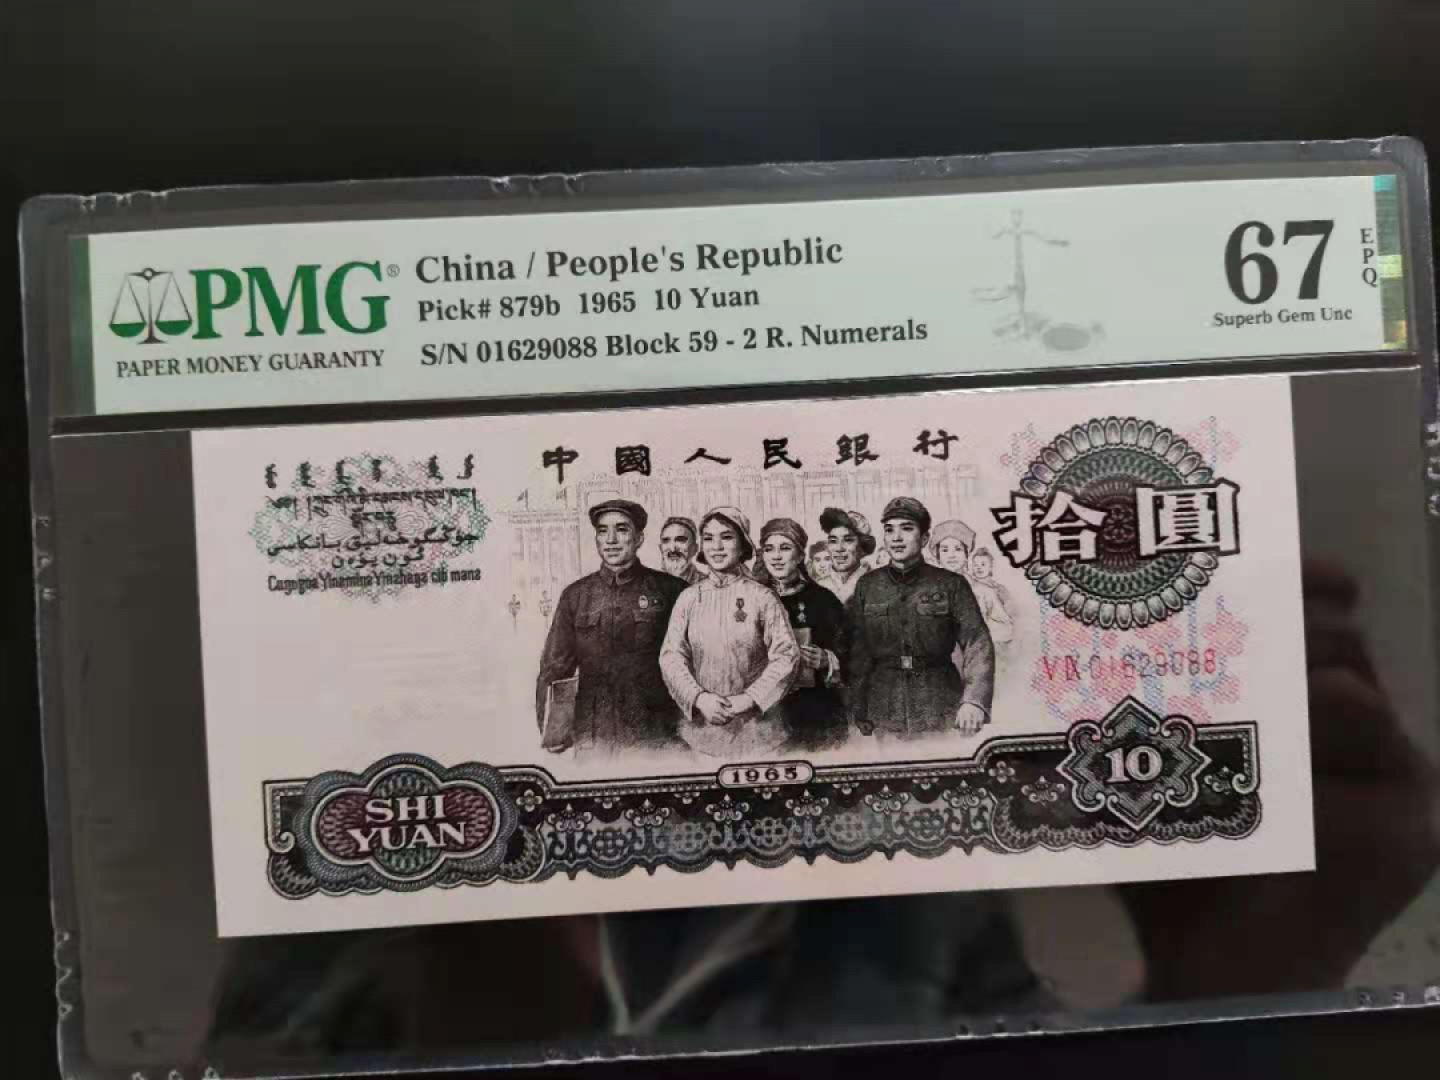 PMG®
PAPER MONEY GUARANTY
China / People's Republic
Pick# 879b 1965 10 Yuan
S/N 01629088 Block 59 - 2 R. Numerals
67
EPQ
Superb Gem Unc
中國人民銀行
拾圓
01629088
1965
SHI
YUAN
10